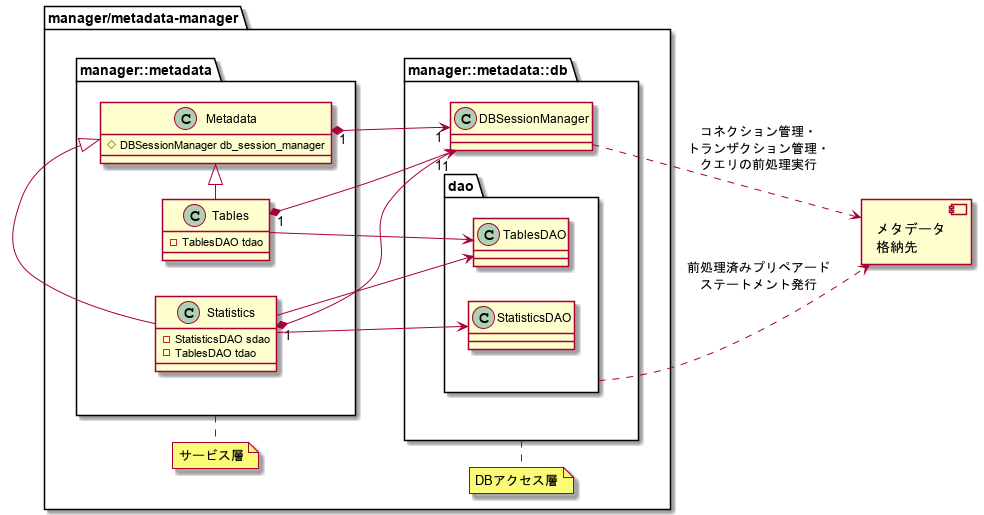 manager/metadata-manager
manager::metadata
C Metadata
DBSessionManager db_session_manager
1
C Tables
TablesDAO tdao
1
C Statistics
StatisticsDAO sdao
TablesDAO tdao
1
サービス層
manager::metadata::db
C DBSessionManager
1
11
dao
C TablesDAO
C StatisticsDAO
DBアクセス層
コネクション管理・
トランザクション管理・
クエリの前処理実行
前処理済みプリペアード
ステートメント発行
メタデータ
格納先